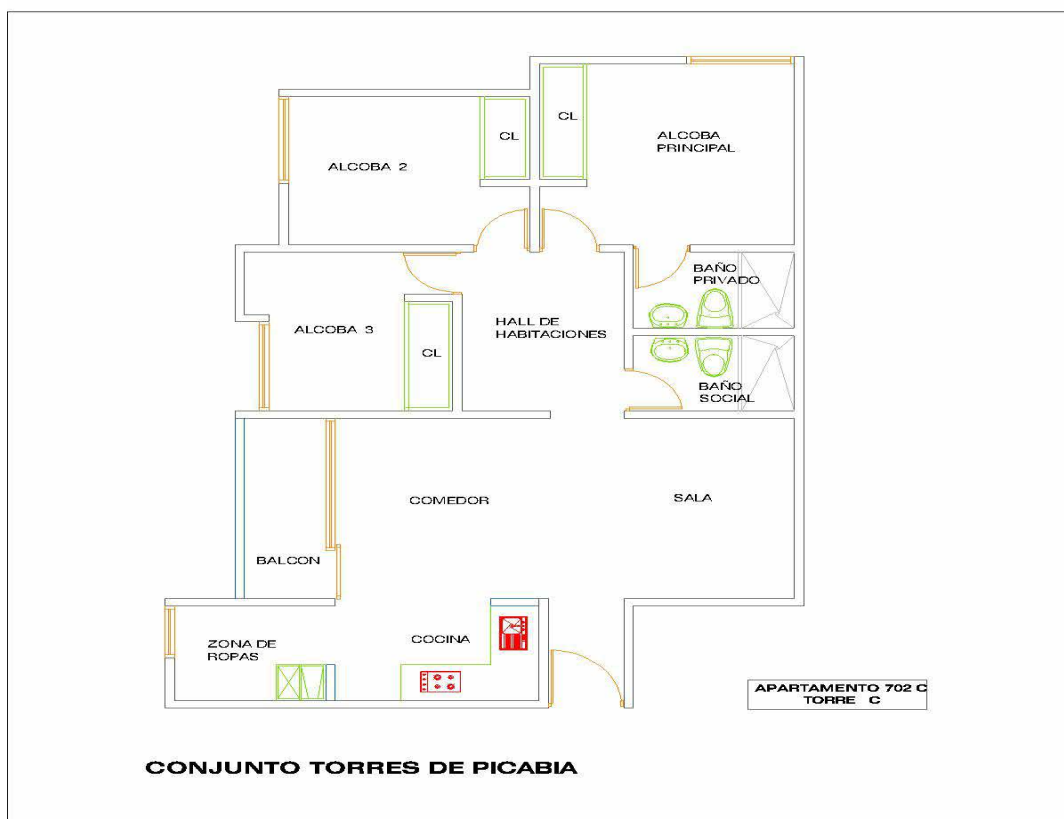 CL
CL
ALCOBA
PRINCIPAL
ALCOBA 2
BAÑO
PRIVADO
ALCOBA 3
HALL DE
HABITACIONES
CL
BAÑO
SOCIAL
COMEDOR
SALA
BALCON
ZONA DE
ROPAS
COCINA
APARTAMENTO 702 C
TORRE C
CONJUNTO TORRES DE PICABIA